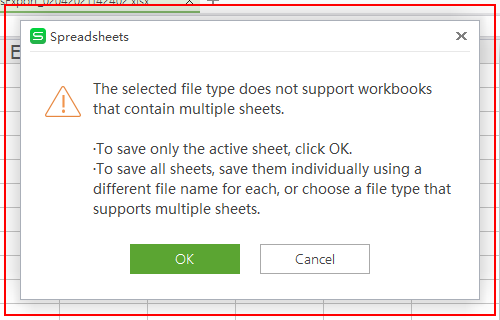 Spreadsheets
The selected file type does not support workbooks
that contain multiple sheets.
·To save only the active sheet, click OK.
·To save all sheets, save them individually using a
different file name for each, or choose a file type that
supports multiple sheets.
OK
Cancel